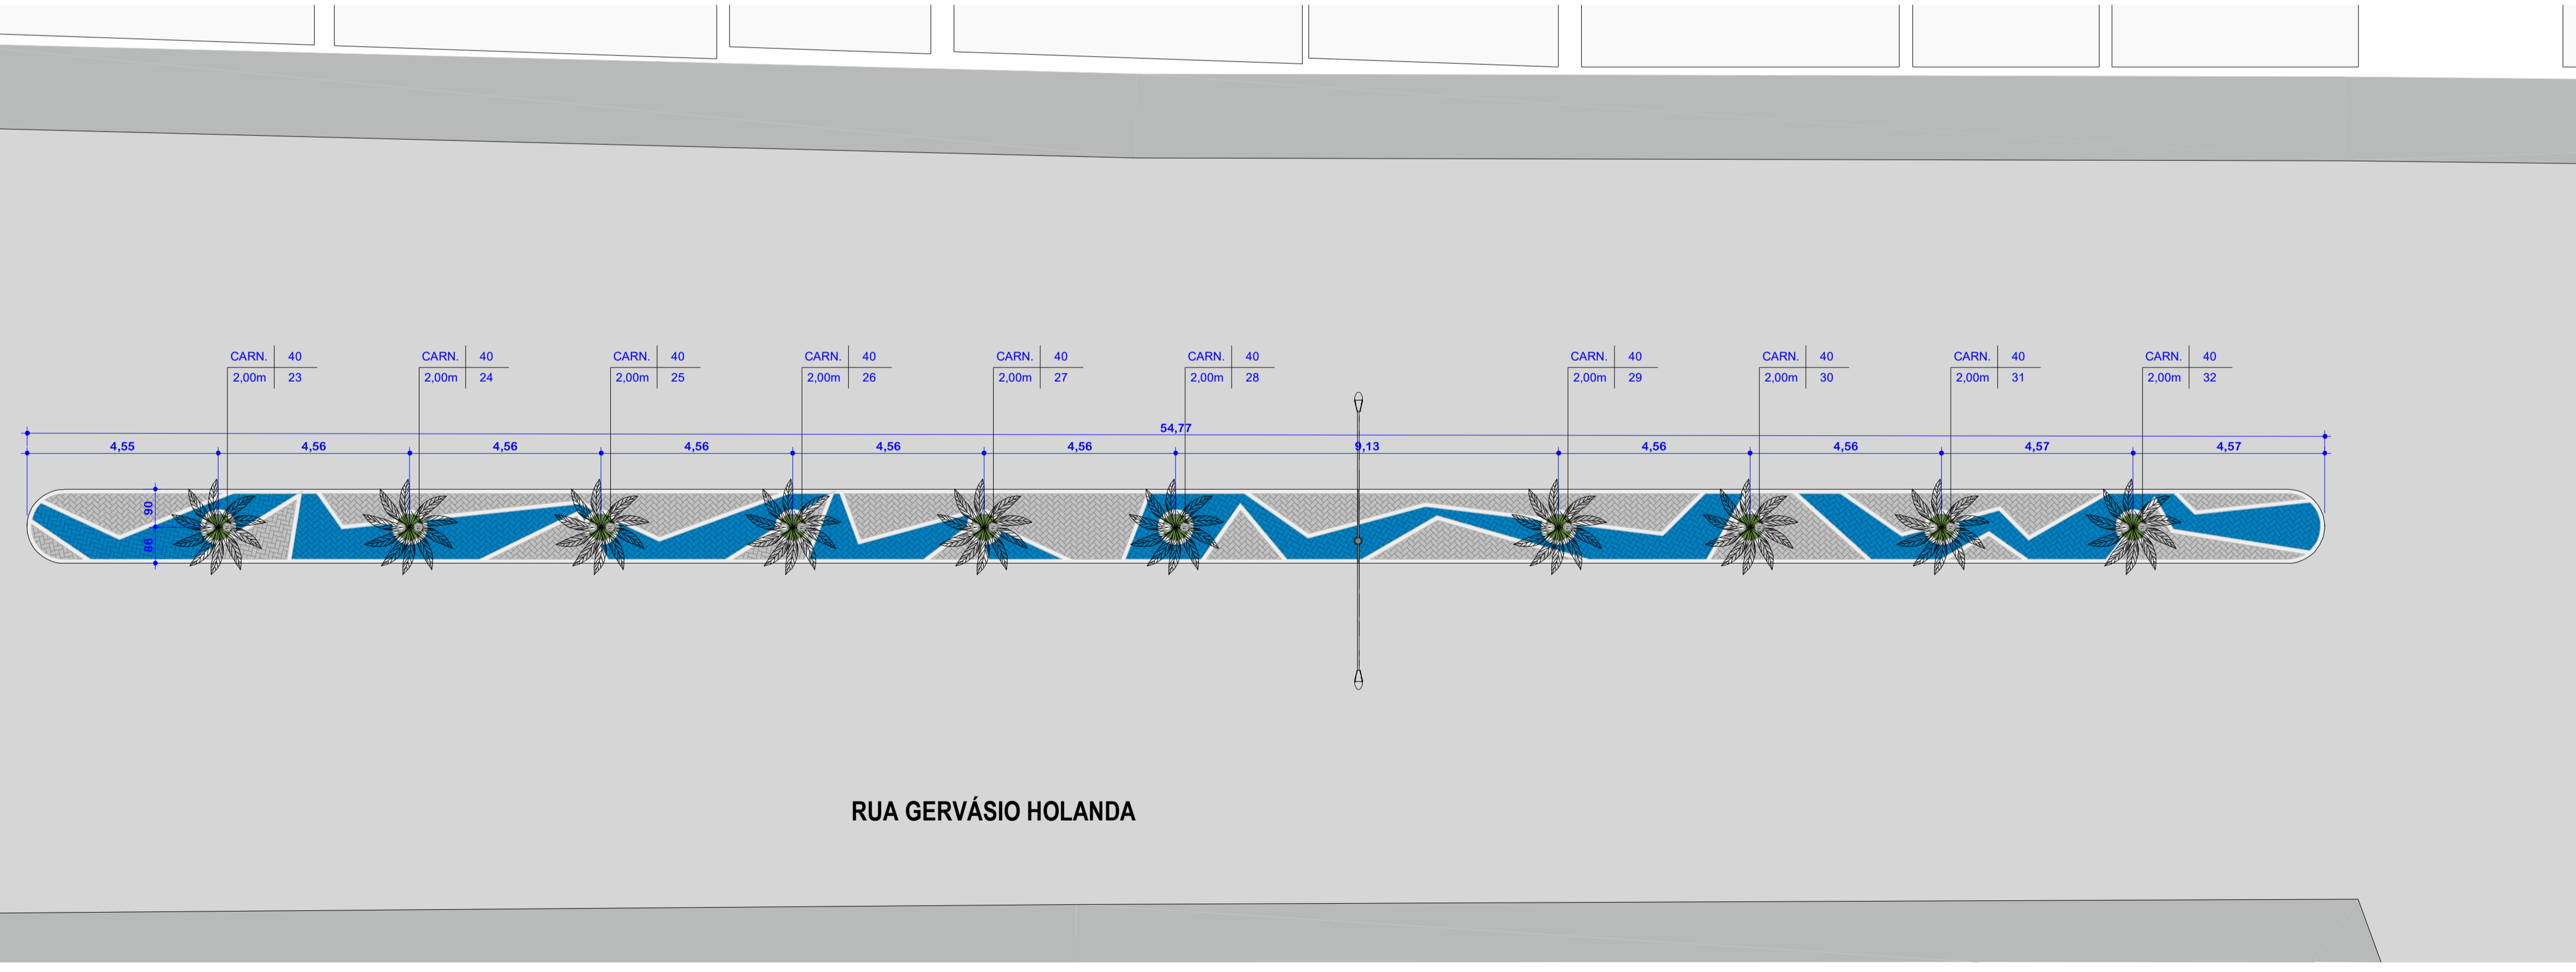 CARN. 40 CARN. 40 CARN. 40 CARN. 40 CARN. 40 CARN. 40 CARN. 40 CARN. 40 CARN. 40 CARN. 40
2,00m 23 2,00m 24 2,00m 25 2,00m 26 2,00m 27 2,00m 28 2,00m 29 2,00m 30 2,00m 31 2,00m 32
54,77
4,55 4,56 4,56 4,56 4,56 4,56 9,13 4,56 4,56 4,57 4,57
90
86
RUA GERVÁSIO HOLANDA